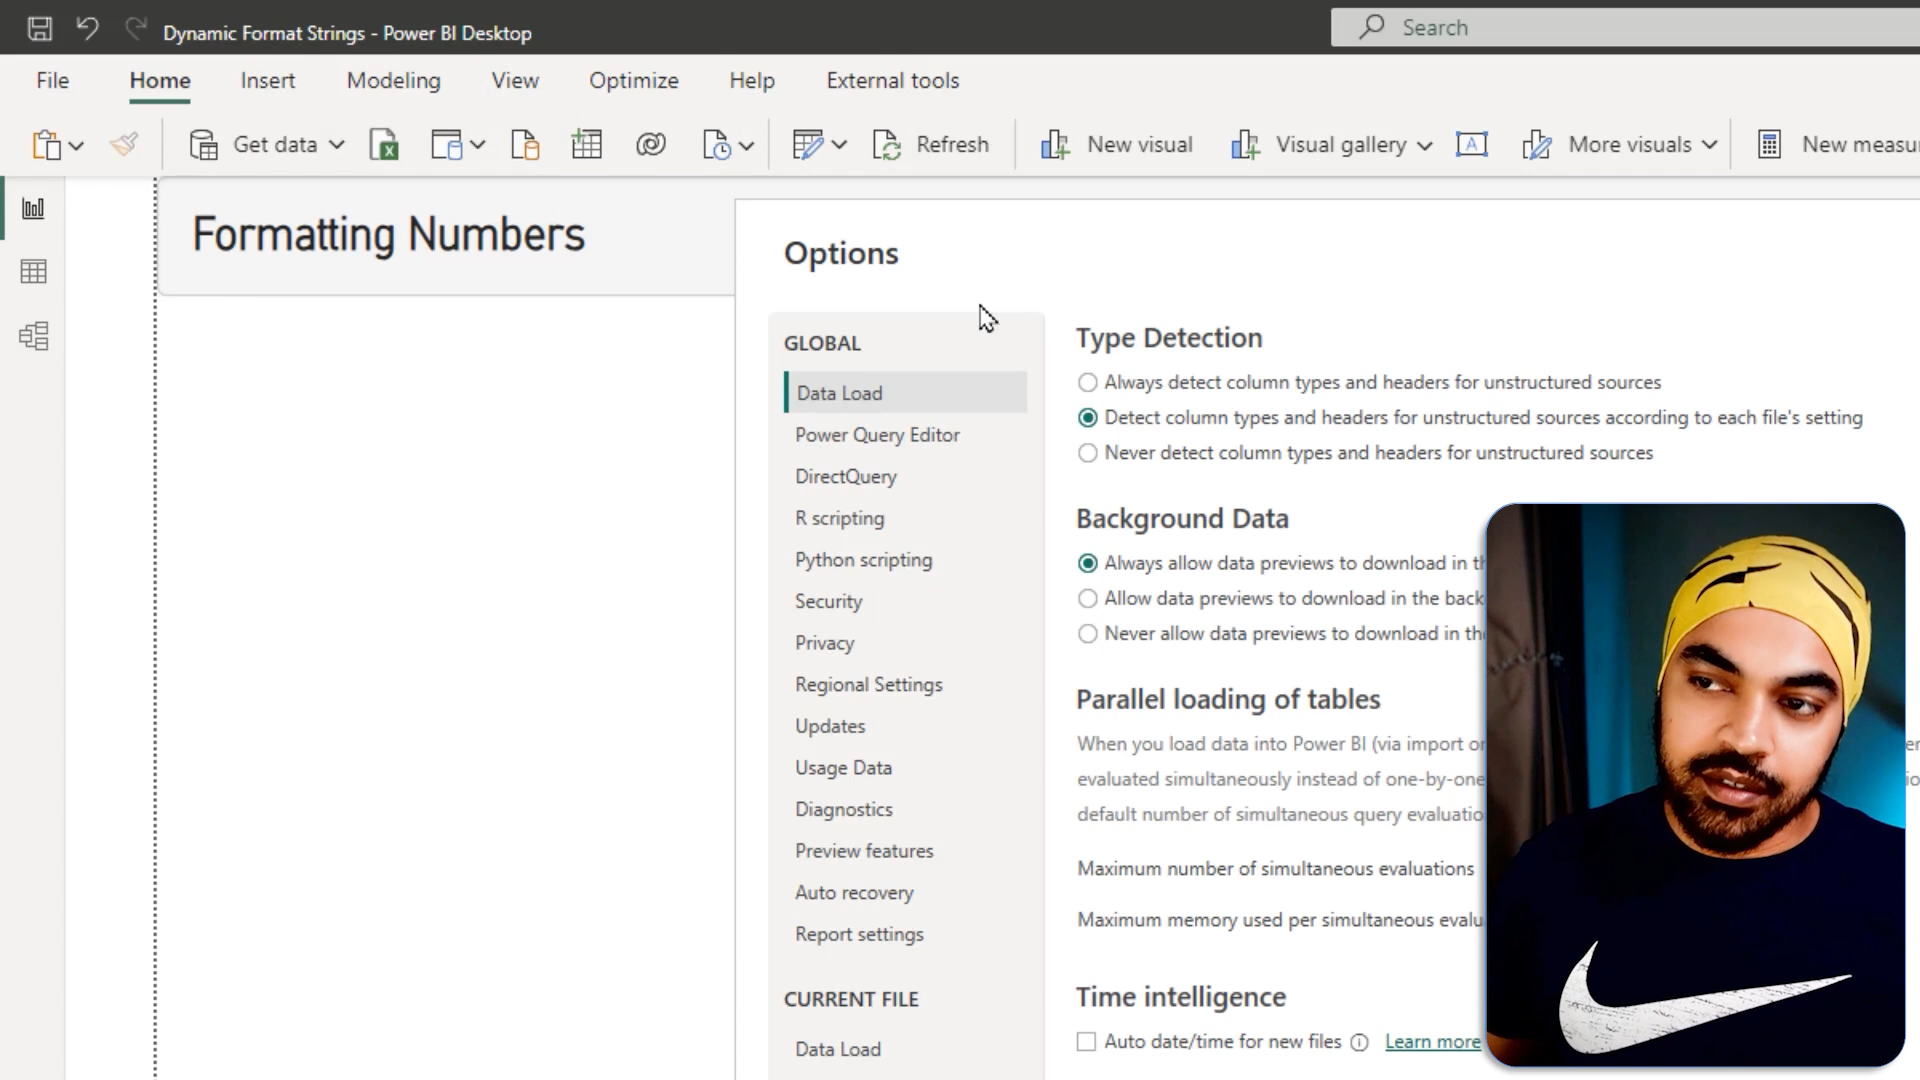 Dynamic Format Strings - Power BI Desktop
Search
File Home Insert Modeling View Optimize Help External tools
Get data Refresh New visual Visual gallery A More visuals New measu
Formatting Numbers
Options
GLOBAL
Data Load
Power Query Editor
DirectQuery
R scripting
Python scripting
Security
Privacy
Regional Settings
Updates
Usage Data
Diagnostics
Preview features
Auto recovery
Report settings
CURRENT FILE
Data Load
Type Detection
Always detect column types and headers for unstructured sources
Detect column types and headers for unstructured sources according to each file's setting
Never detect column types and headers for unstructured sources
Background Data
Always allow data previews to download in th
Allow data previews to download in the back
Never allow data previews to download in the
Parallel loading of tables
When you load data into Power BI (via import or
evaluated simultaneously instead of one-by-one
default number of simultaneous query evaluatio
Maximum number of simultaneous evaluations
Maximum memory used per simultaneous evalu
Time intelligence
Auto date/time for new files Learn more